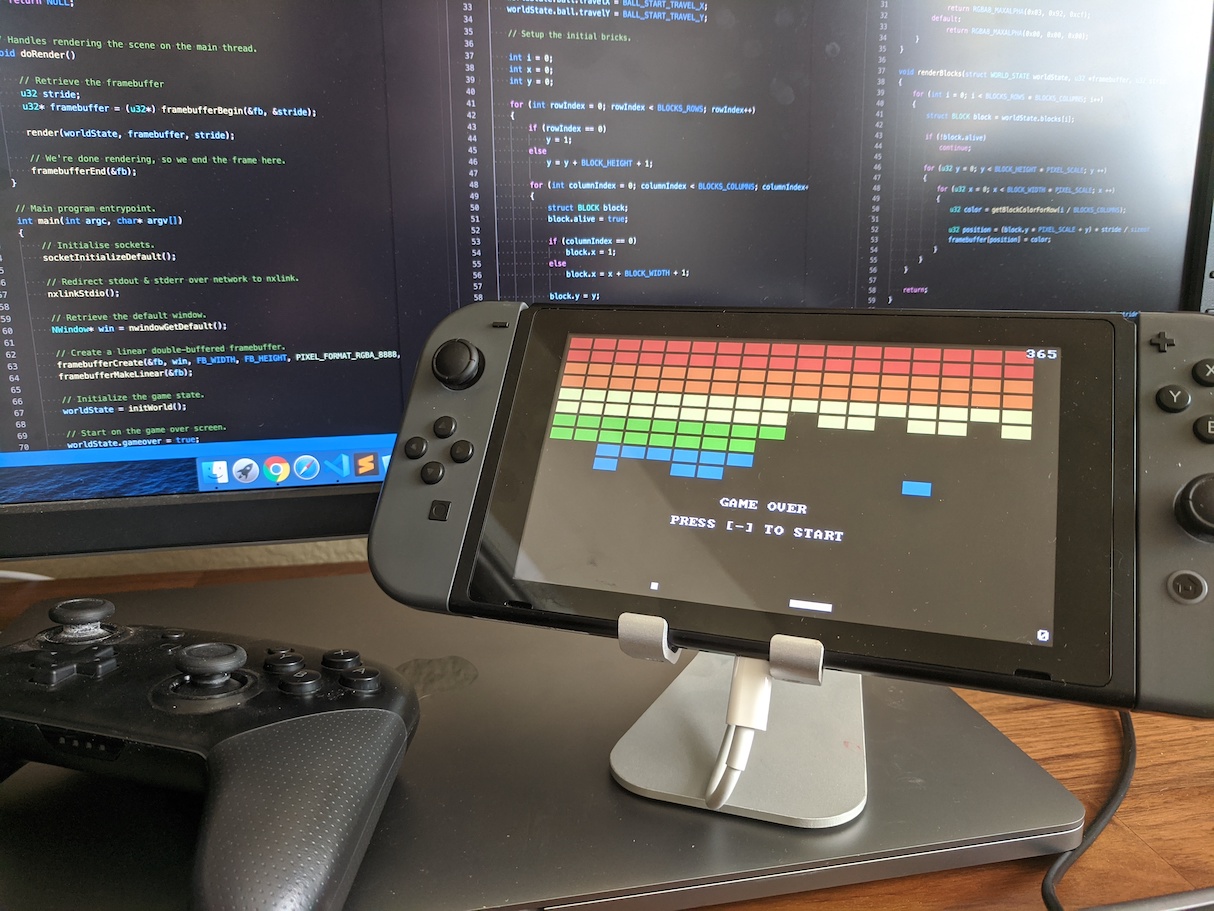 return NULL;
Handles rendering the scene on the main thread.
void doRender()
// Retrieve the framebuffer
u32 stride;
u32* framebuffer = (u32*) framebufferBegin(&fb, &stride);
render(worldState, framebuffer, stride);
// We're done rendering, so we end the frame here.
framebufferEnd(&fb);
}
// Main program entrypoint.
int main(int argc, char* argv[])
{
// Initialise sockets.
socketInitializeDefault();
// Redirect stdout & stderr over network to nxlink.
nxlinkStdio();
// Retrieve the default window.
60 NWindow* win = nwindowGetDefault();
61
62 // Create a linear double-buffered framebuffer.
63 framebufferCreate(&fb, win, FB_WIDTH, FB_HEIGHT, PIXEL_FORMAT_RGBA_8888,
64 framebufferMakeLinear(&fb);
65
66 // Initialize the game state.
67 worldState = initWorld();
68
69 // Start on the game over screen.
70 worldState.gameover = true;
33 worldState.ball.travelY = BALL_START_TRAVEL_Y;
34
35 // Setup the initial bricks.
36
37 int i = 0;
38 int x = 0;
39 int y = 0;
40
41 for (int rowIndex = 0; rowIndex < BLOCKS_ROWS; rowIndex++)
42 {
43 if (rowIndex == 0)
44 y = 1;
45 else
46 y = y + BLOCK_HEIGHT + 1;
47
48 for (int columnIndex = 0; columnIndex < BLOCKS_COLUMNS; columnIndex+
49 {
50 struct BLOCK block;
51 block.alive = true;
52
53 if (columnIndex == 0)
54 block.x = 1;
55 else
56 block.x = x + BLOCK_WIDTH + 1;
57
58 block.y = y;
31 return RGBA8_MAXALPHA(
32 default:
33 return RGBA8_MAXALPHA(0x00, 0x00, 0x00);
34 }
35 }
36
37 void renderBlocks(struct WORLD_STATE worldState, u32 *framebuffer,
38 {
39 for (int i = 0; i < BLOCKS_ROWS * BLOCKS_COLUMNS; i++)
40 {
41 struct BLOCK block = worldState.blocks[i];
42
43 if (!block.alive)
44 continue;
45
46 for (u32 y = 0; y < BLOCK_HEIGHT * PIXEL_SCALE; y ++)
47 {
48 for (u32 x = 0; x < BLOCK_WIDTH * PIXEL_SCALE; x ++)
49 {
50 u32 color = getBlockColorForRow(i / BLOCKS_COLUMNS);
51
52 u32 position = (block.y * PIXEL_SCALE + y) * stride /
53 framebuffer[position] = color;
54 }
55 }
56 }
57
58 return;
59 }
365
GAME OVER
PRESS [-] TO START
0
X
Y